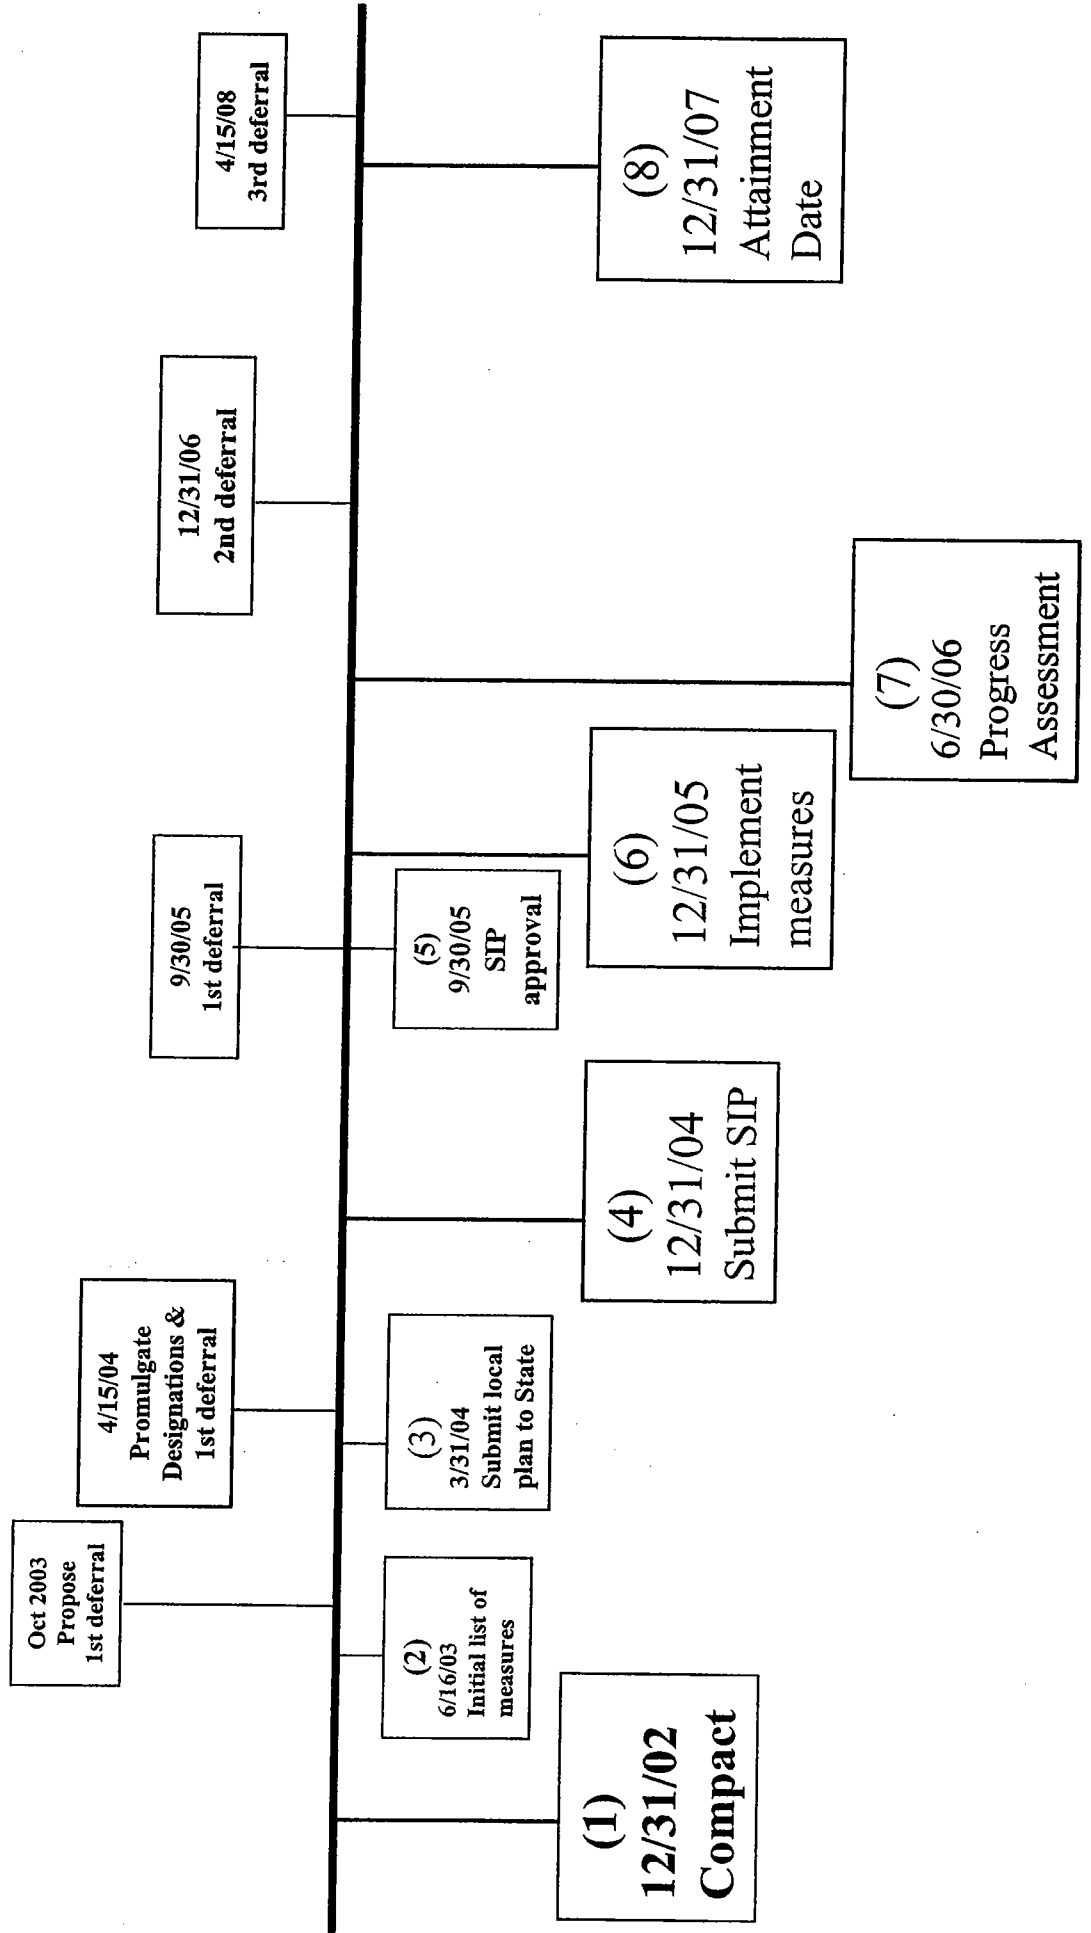 Oct 2003
Propose
1st deferral
4/15/04
Promulgate
Designations &
1st deferral
9/30/05
1st deferral
12/31/06
2nd deferral
4/15/08
3rd deferral
(1)
12/31/02
Compact
(2)
6/16/03
Initial list of
measures
(3)
3/31/04
Submit local
plan to State
(4)
12/31/04
Submit SIP
(5)
9/30/05
SIP
approval
(6)
12/31/05
Implement
measures
(7)
6/30/06
Progress
Assessment
(8)
12/31/07
Attainment
Date